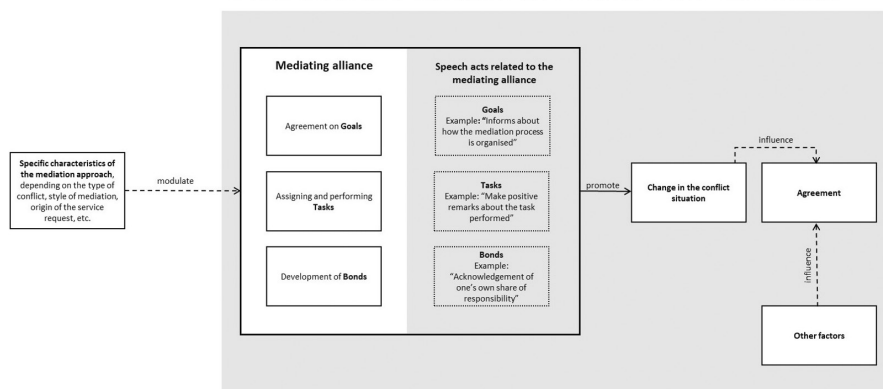 Mediating alliance
Speech acts related to the
mediating alliance
Agreement on Goals
Goals
Example: “Informs about
how the mediation process
is organised”
influence
Specific characteristics of
the mediation approach,
depending on the type of
conflict, style of mediation,
origin of the service
request, etc.
modulate
Assigning and performing
Tasks
Tasks
Example: “Make positive
remarks about the task
performed”
promote
Change in the conflict
situation
Agreement
Development of Bonds
Bonds
Example:
“Acknowledgement of
one’s own share of
responsibility”
influence
Other factors